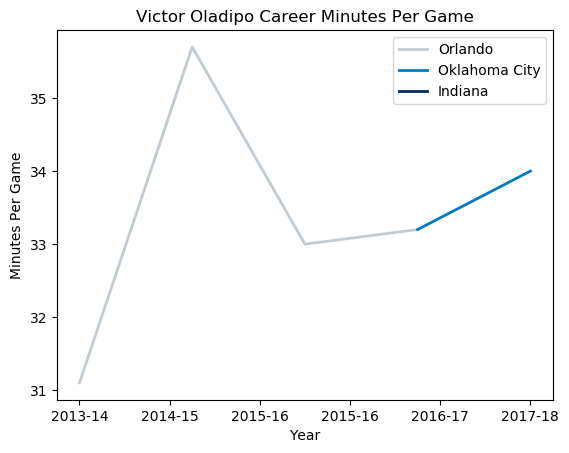 Victor Oladipo Career Minutes Per Game
Orlando
Oklahoma City
Indiana
35
34
33
32
31
Minutes Per Game
2013-14 2014-15 2015-16 2015-16 2016-17 2017-18
Year